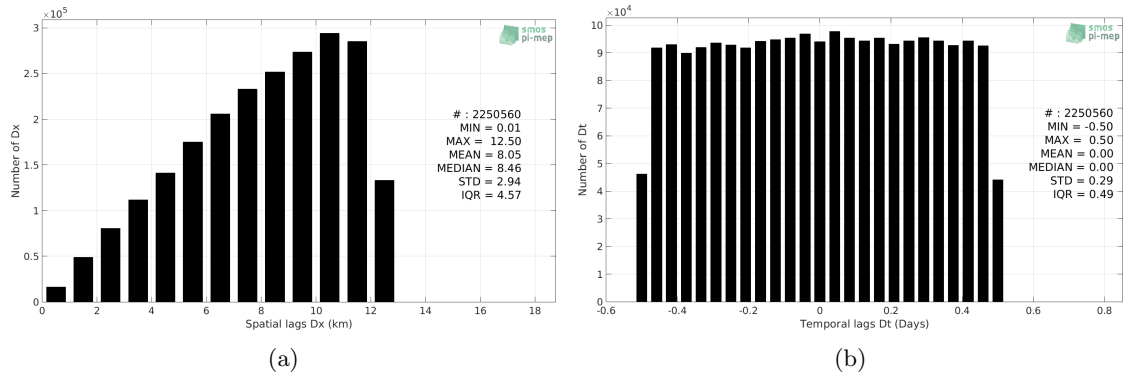 ×10⁵
3
2.5
2
1.5
1
0.5
0
Number of Dx
0 2 4 6 8 10 12 14 16 18
Spatial lags Dx (km)
smos
pi-mep
# : 2250560
MIN = 0.01
MAX = 12.50
MEAN = 8.05
MEDIAN = 8.46
STD = 2.94
IQR = 4.57
(a)
×10⁴
10
9
8
7
6
5
4
3
2
1
0
Number of Dt
-0.6 -0.4 -0.2 0 0.2 0.4 0.6 0.8
Temporal lags Dt (Days)
smos
pi-mep
# : 2250560
MIN = -0.50
MAX = 0.50
MEAN = 0.00
MEDIAN = 0.00
STD = 0.29
IQR = 0.49
(b)